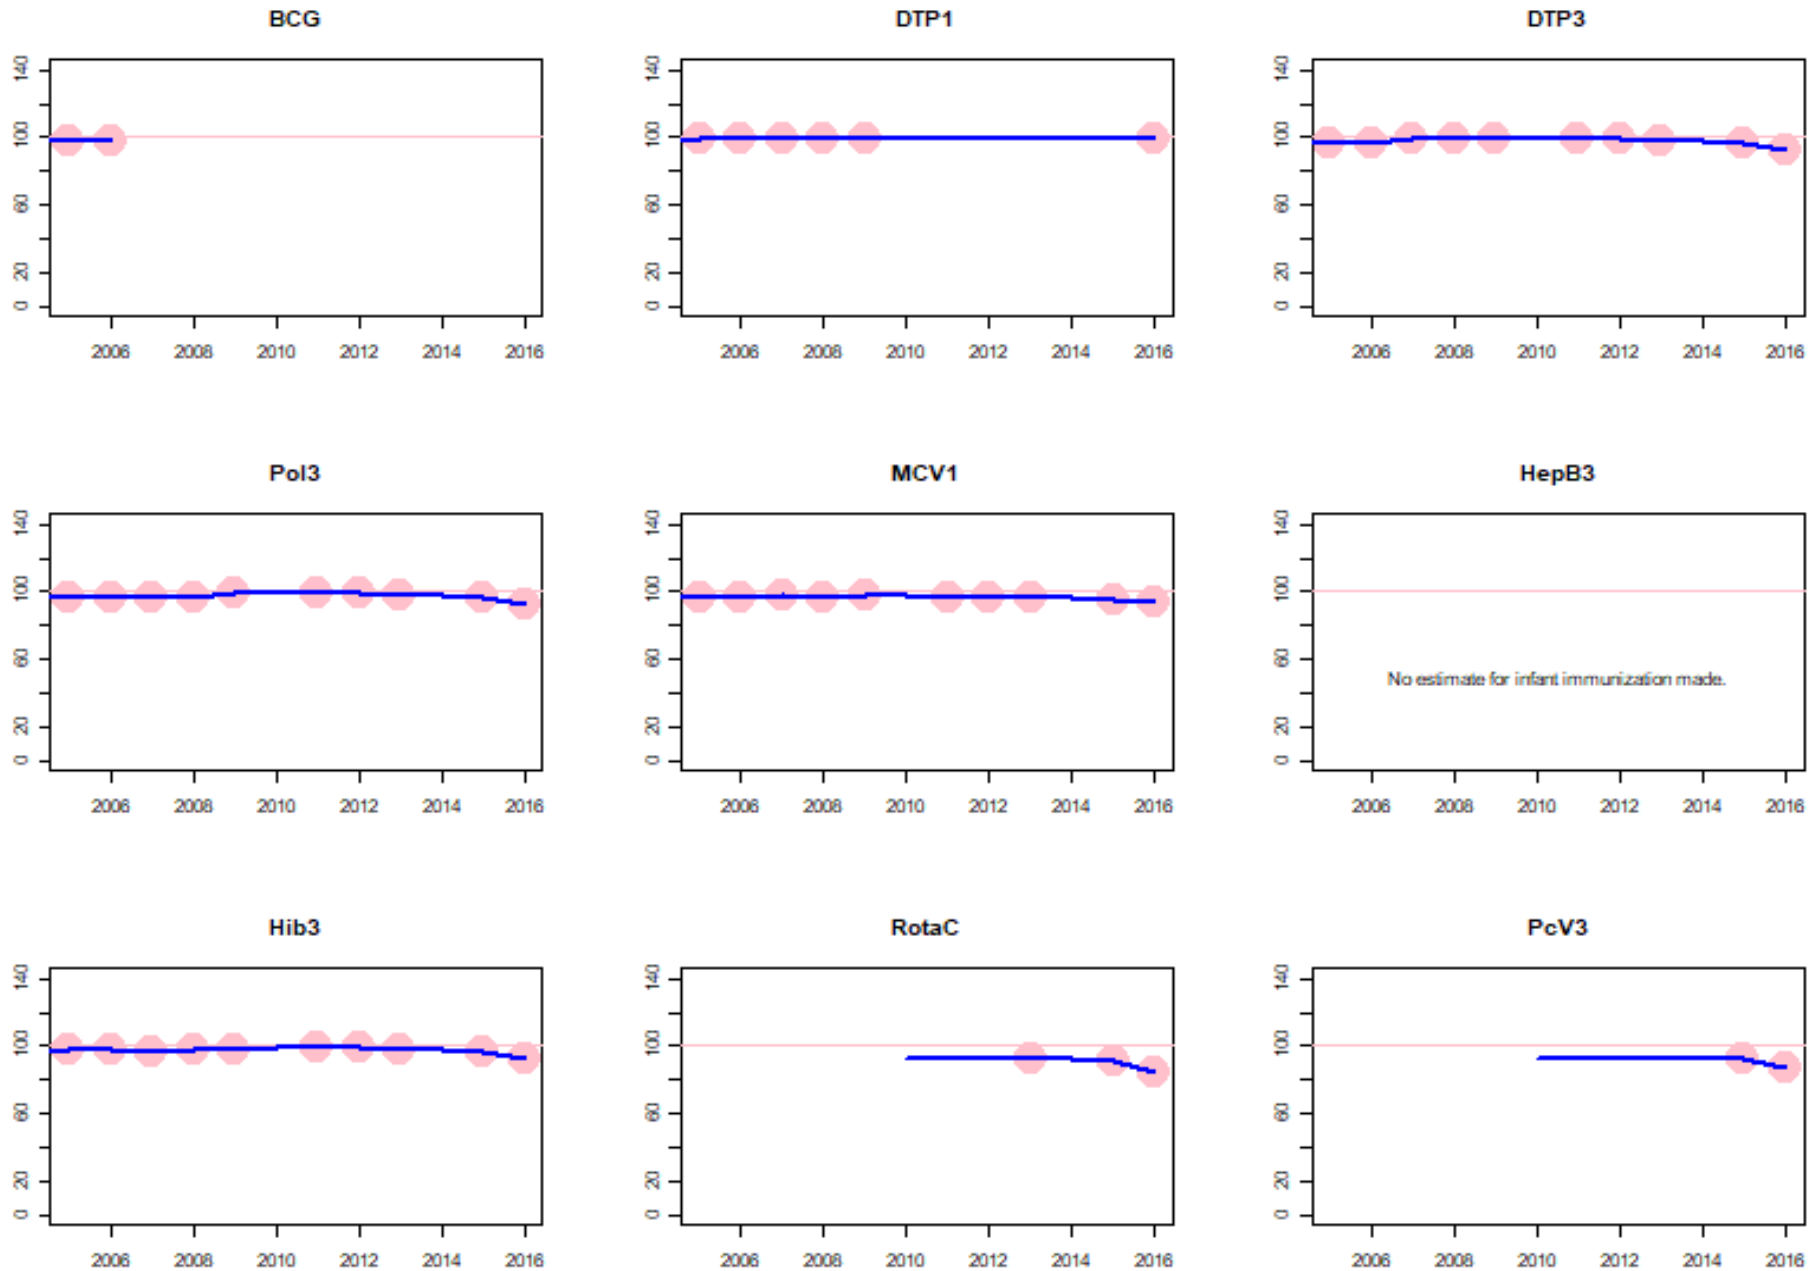 BCG DTP1 DTP3
140 140 140
100 100 100
60 60 60
20 20 20
0 0 0
2006 2008 2010 2012 2014 2016 2006 2008 2010 2012 2014 2016 2006 2008 2010 2012 2014 2016
Pol3 MCV1 HepB3
140 140 140
100 100 100
60 60 60
No estimate for infant immunization made.
20 20 20
0 0 0
2006 2008 2010 2012 2014 2016 2006 2008 2010 2012 2014 2016 2006 2008 2010 2012 2014 2016
Hib3 RotaC PcV3
140 140 140
100 100 100
60 60 60
20 20 20
0 0 0
2006 2008 2010 2012 2014 2016 2006 2008 2010 2012 2014 2016 2006 2008 2010 2012 2014 2016